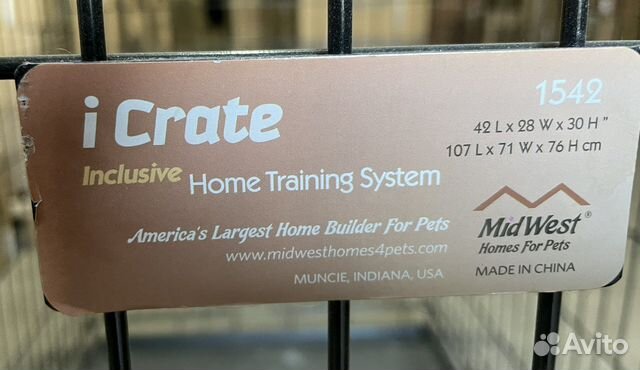 i Crate
Inclusive Home Training System
1542
42 L x 28 W x 30 H "
107 L x 71 W x 76 H cm
America's Largest Home Builder For Pets
www.midwesthomes4pets.com
MUNCIE, INDIANA, USA
MidWest®
Homes For Pets
MADE IN CHINA
Avito